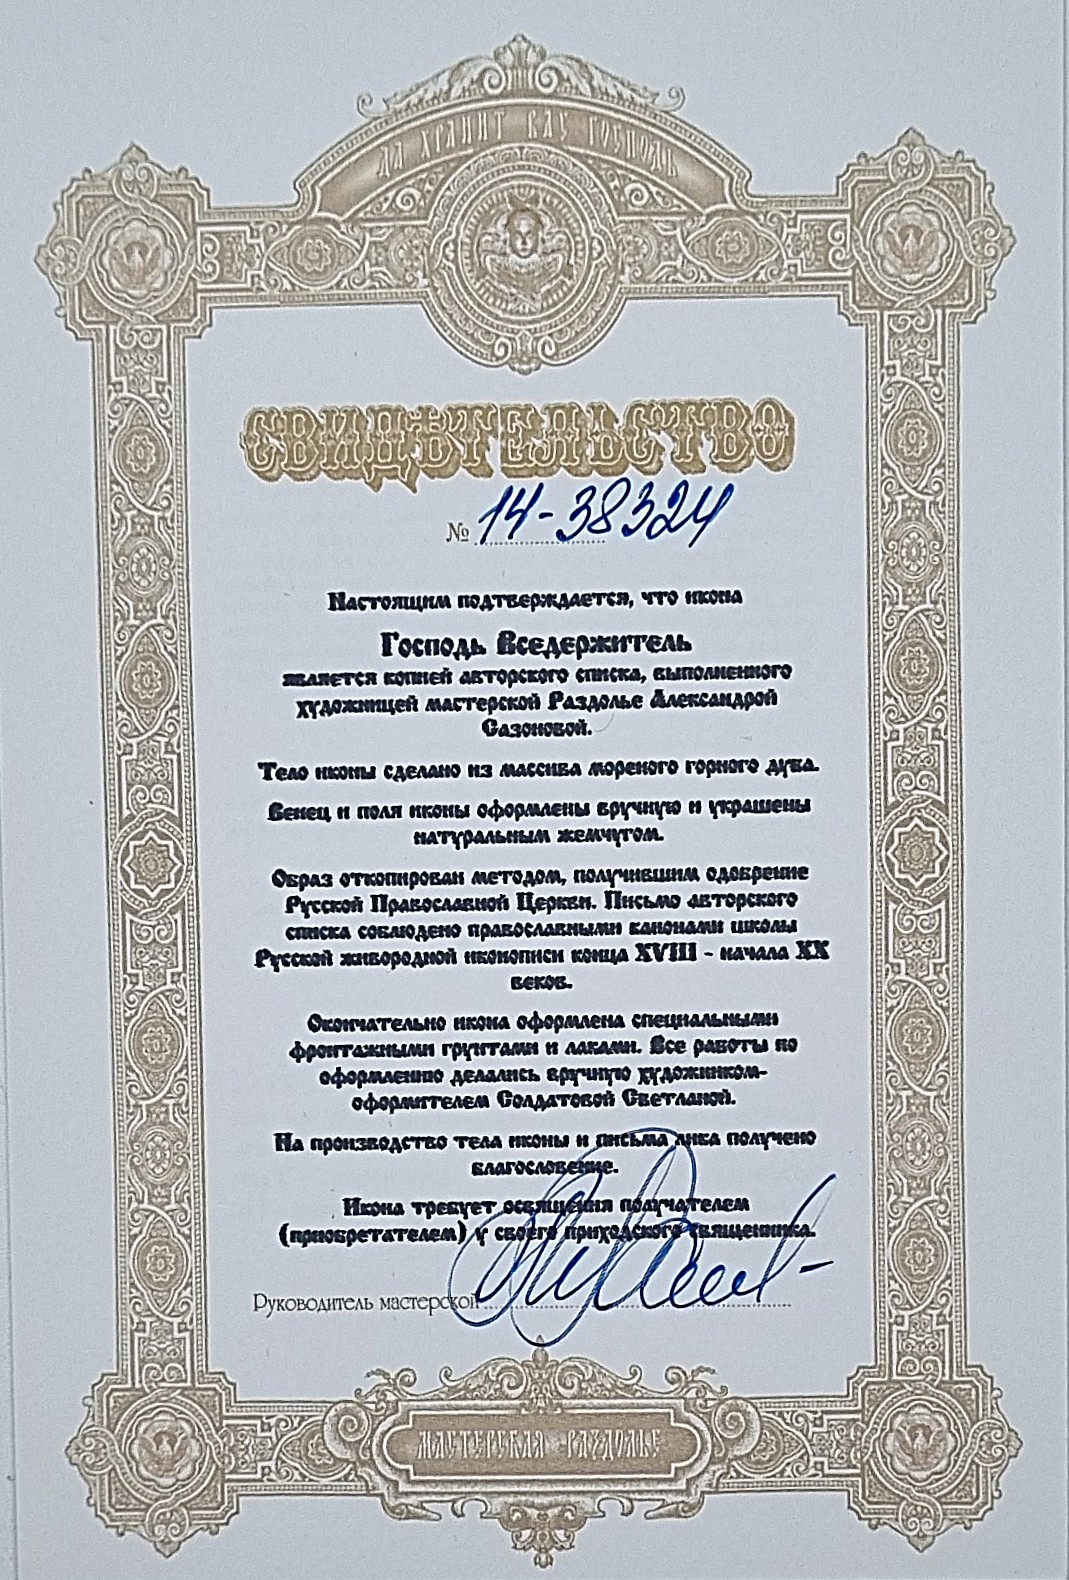 ДА ХРАНИТ ВАС ГОСПОДЬ
СВИДѢТЕЛЬСТВО
№ 14-38324
Настоящим подтверждается, что икона
Господь Вседержитель
является копией авторского списка, выполненного
художницей мастерской Раздолье Александрой
Сазоновой.
Тело иконы сделано из массива мореного горного дуба.
Венец и поля иконы оформлены вручную и украшены
натуральным жемчугом.
Образ откопирован методом, получившим одобрение
Русской Православной Церкви. Письмо авторского
списка соблюдено православными канонами школы
Русской живородной иконописи конца XVIII - начала XX
веков.
Окончательно икона оформлена специальными
фронтажными грунтами и лаками. Все работы по
оформлению делались вручную художником-
оформителем Солдатовой Светланой.
На производство тела иконы и письма лика получено
благословение.
Икона требует освящения получателем
(приобретателем) у своего приходского священника.
Руководитель мастерской
МАСТЕРСКАЯ РАЗДОЛЬЕ